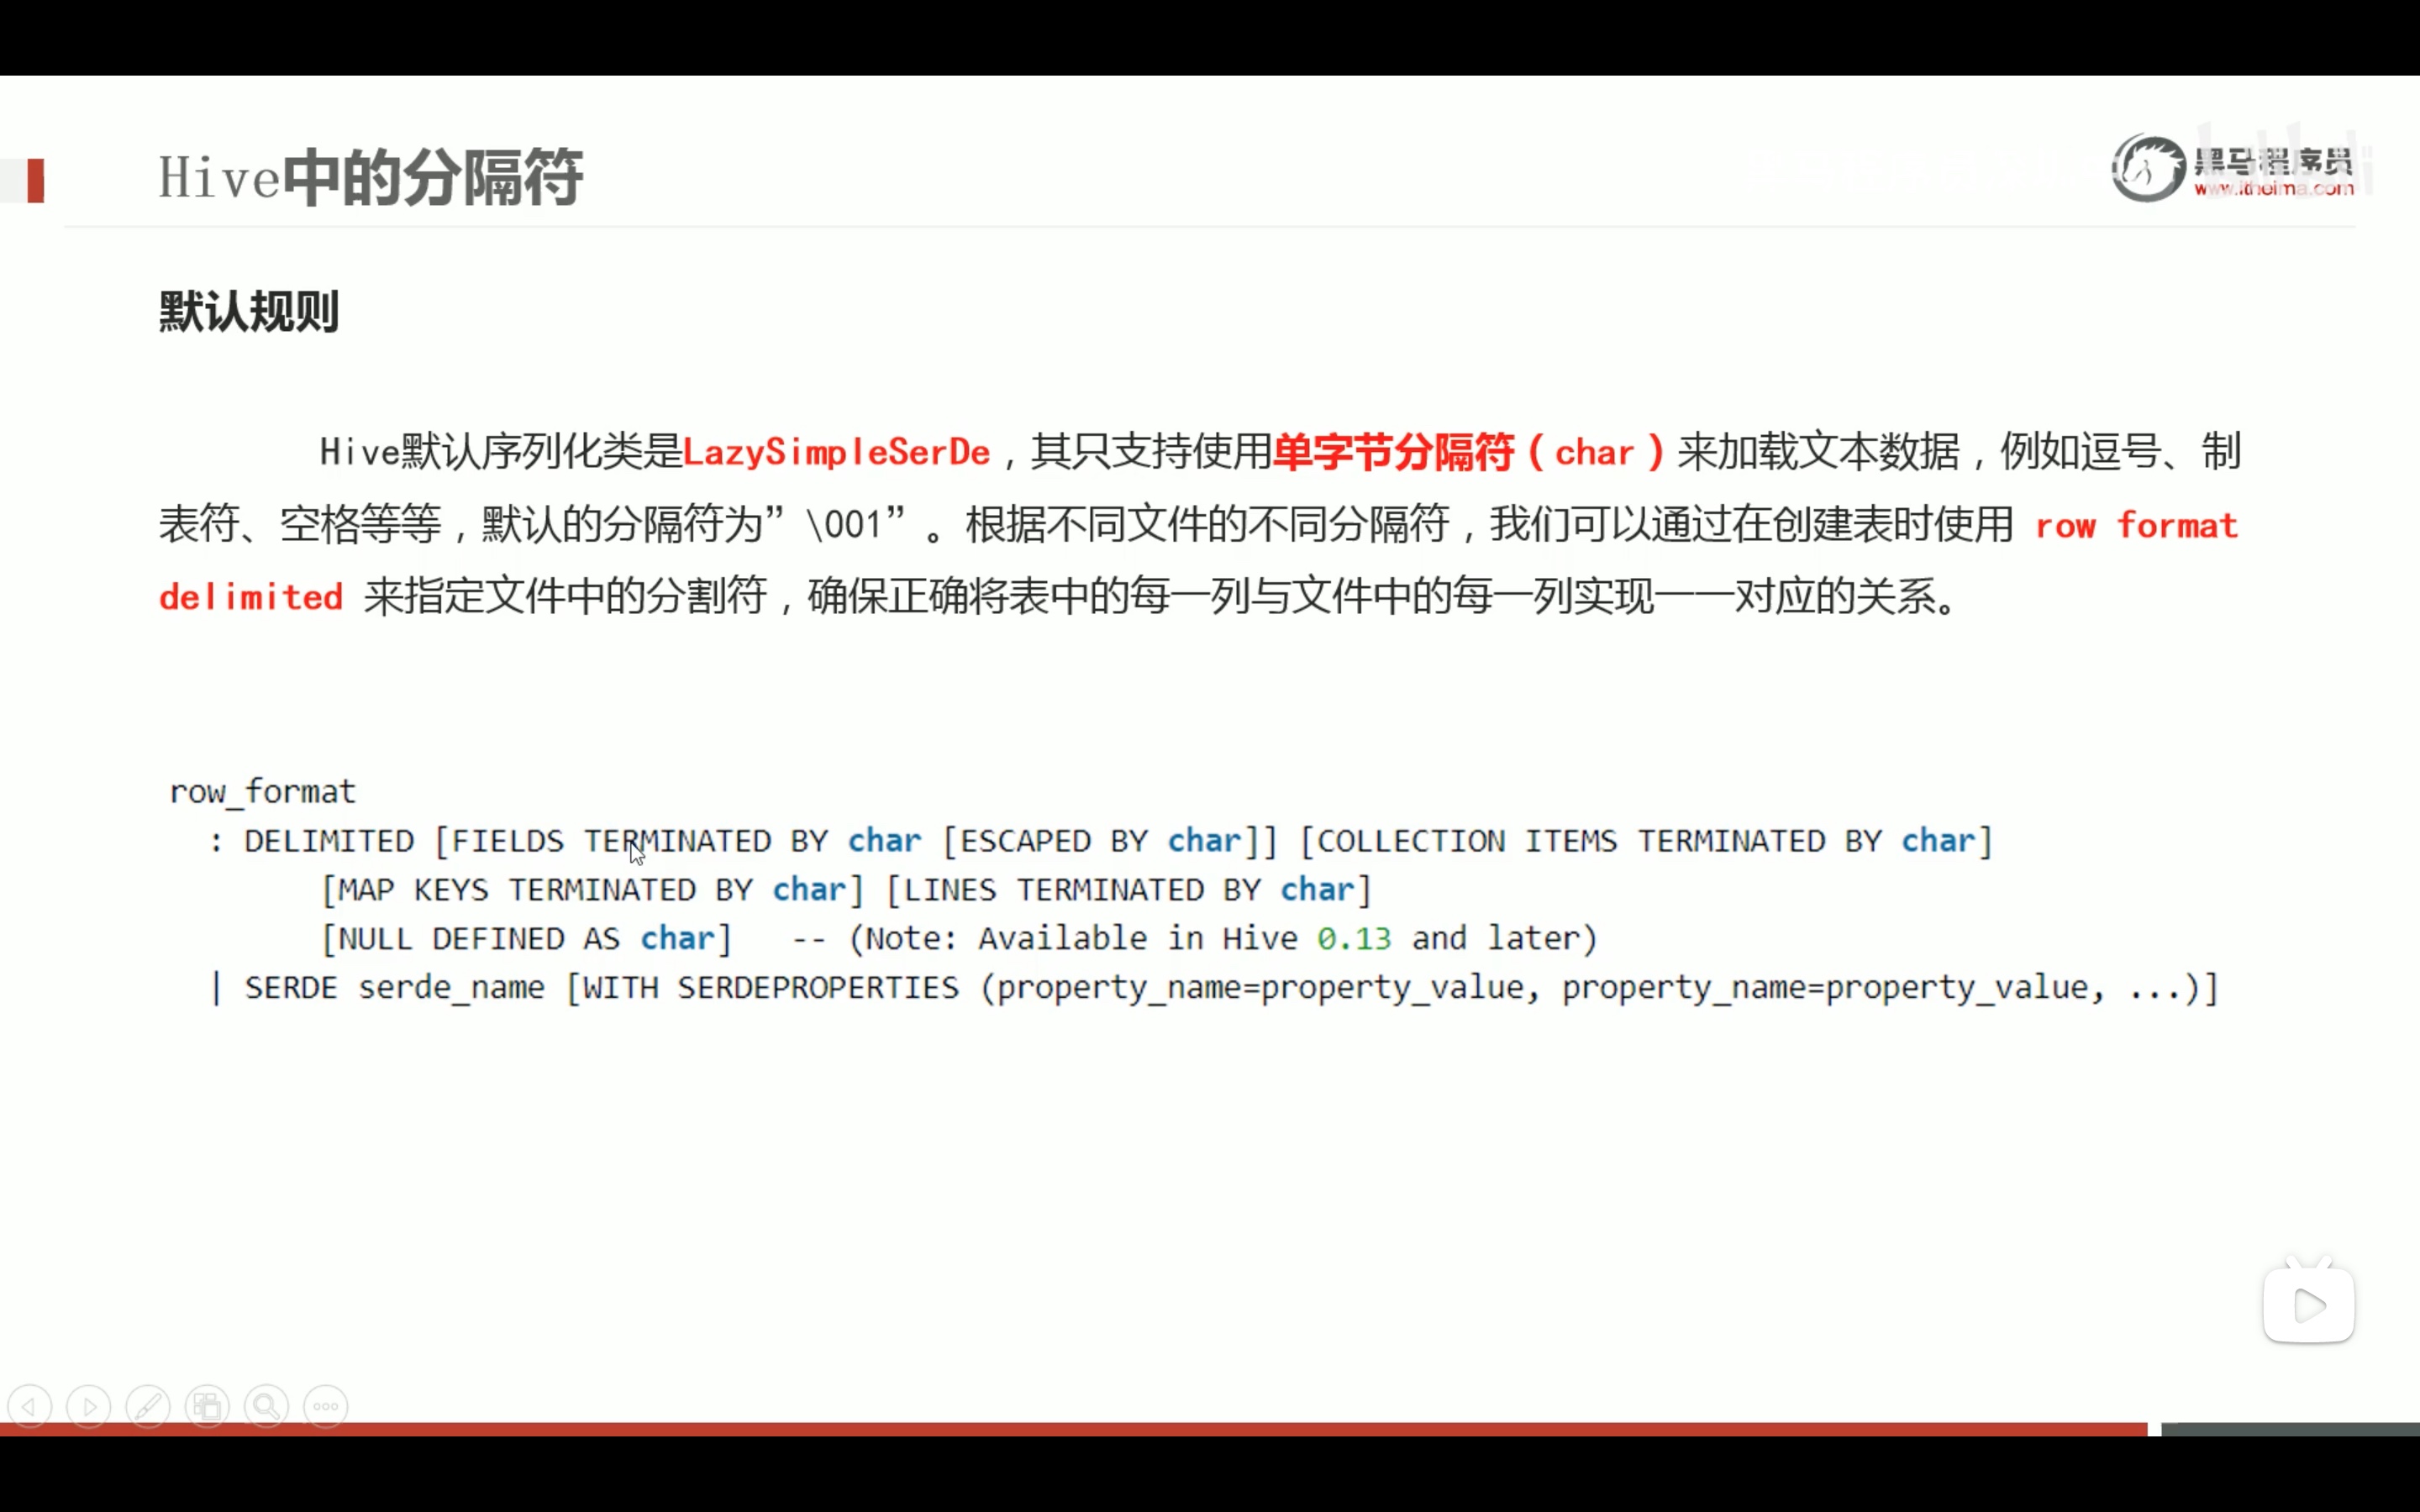 Hive中的分隔符
黑马程序员
www.itheima.com
默认规则
Hive默认序列化类是LazySimpleSerDe，其只支持使用单字节分隔符（char）来加载文本数据，例如逗号、制
表符、空格等等，默认的分隔符为”\001”。根据不同文件的不同分隔符，我们可以通过在创建表时使用 row format
delimited 来指定文件中的分割符，确保正确将表中的每一列与文件中的每一列实现一一对应的关系。
row_format
: DELIMITED [FIELDS TERMINATED BY char [ESCAPED BY char]] [COLLECTION ITEMS TERMINATED BY char]
[MAP KEYS TERMINATED BY char] [LINES TERMINATED BY char]
[NULL DEFINED AS char]   -- (Note: Available in Hive 0.13 and later)
| SERDE serde_name [WITH SERDEPROPERTIES (property_name=property_value, property_name=property_value, ...)]